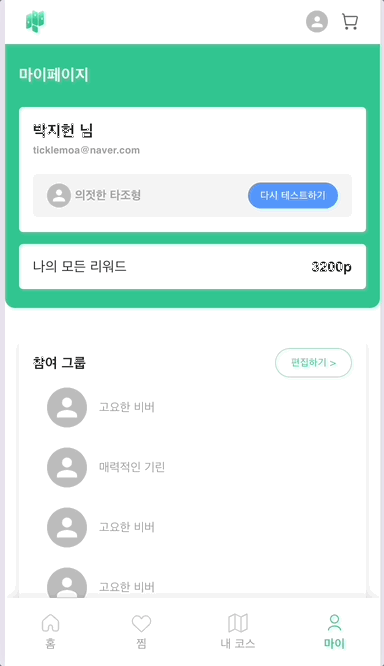 마이페이지
박지현 님
ticklemoa@naver.com
의젓한 타조형
다시 테스트하기
나의 모든 리워드
3200p
참여 그룹
편집하기 >
고요한 비버
매력적인 기린
고요한 비버
고요한 비버
홈
찜
내 코스
마이